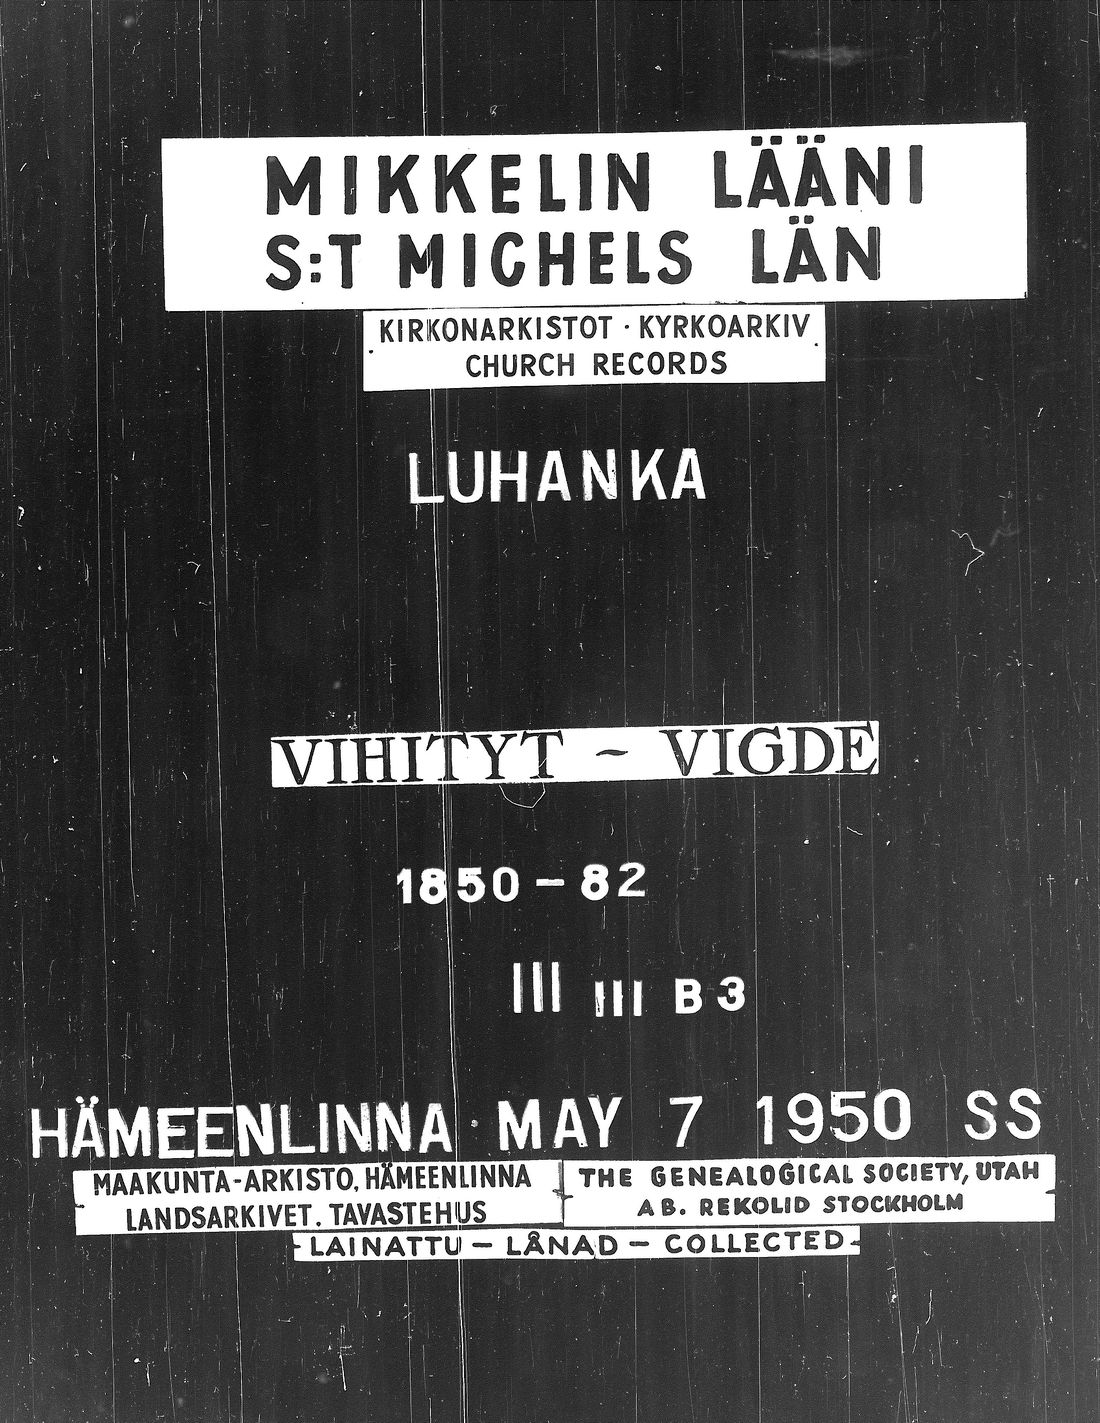 MIKKELIN LÄÄNI
S:T MICHELS LÄN
KIRKONARKISTOT · KYRKOARKIV
CHURCH RECORDS
LUHANKA
VIHITYT ~ VIGDE
1850 – 82
III III B 3
HÄMEENLINNA · MAY 7 1950 SS
MAAKUNTA-ARKISTO, HÄMEENLINNA
LANDSARKIVET. TAVASTEHUS
THE GENEALOGICAL SOCIETY, UTAH
AB. REKOLID STOCKHOLM
LAINATTU – LÅNAD – COLLECTED